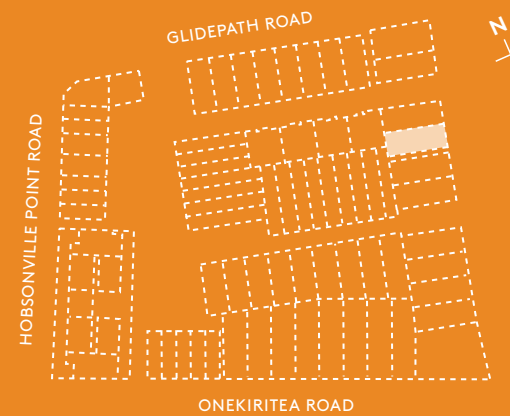 GLIDEPATH ROAD
N
HOBSONVILLE POINT ROAD
ONEKIRITEA ROAD